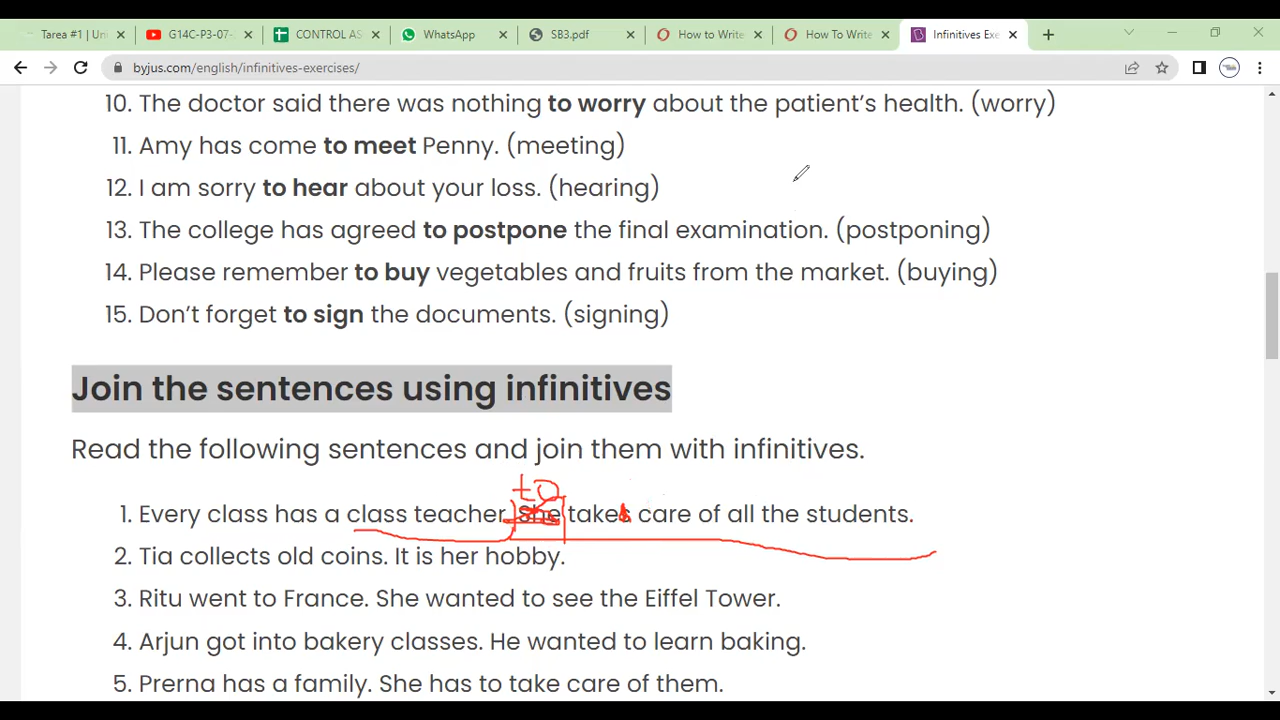 Tarea #1 | Un
G14C-P3-07-
CONTROL AS
WhatsApp
SB3.pdf
How to Write
How To Write
Infinitives Exe
byjus.com/english/infinitives-exercises/
10. The doctor said there was nothing to worry about the patient’s health. (worry)
11. Amy has come to meet Penny. (meeting)
12. I am sorry to hear about your loss. (hearing)
13. The college has agreed to postpone the final examination. (postponing)
14. Please remember to buy vegetables and fruits from the market. (buying)
15. Don’t forget to sign the documents. (signing)
Join the sentences using infinitives
Read the following sentences and join them with infinitives.
to
1. Every class has a class teacher. She takes care of all the students.
2. Tia collects old coins. It is her hobby.
3. Ritu went to France. She wanted to see the Eiffel Tower.
4. Arjun got into bakery classes. He wanted to learn baking.
5. Prerna has a family. She has to take care of them.